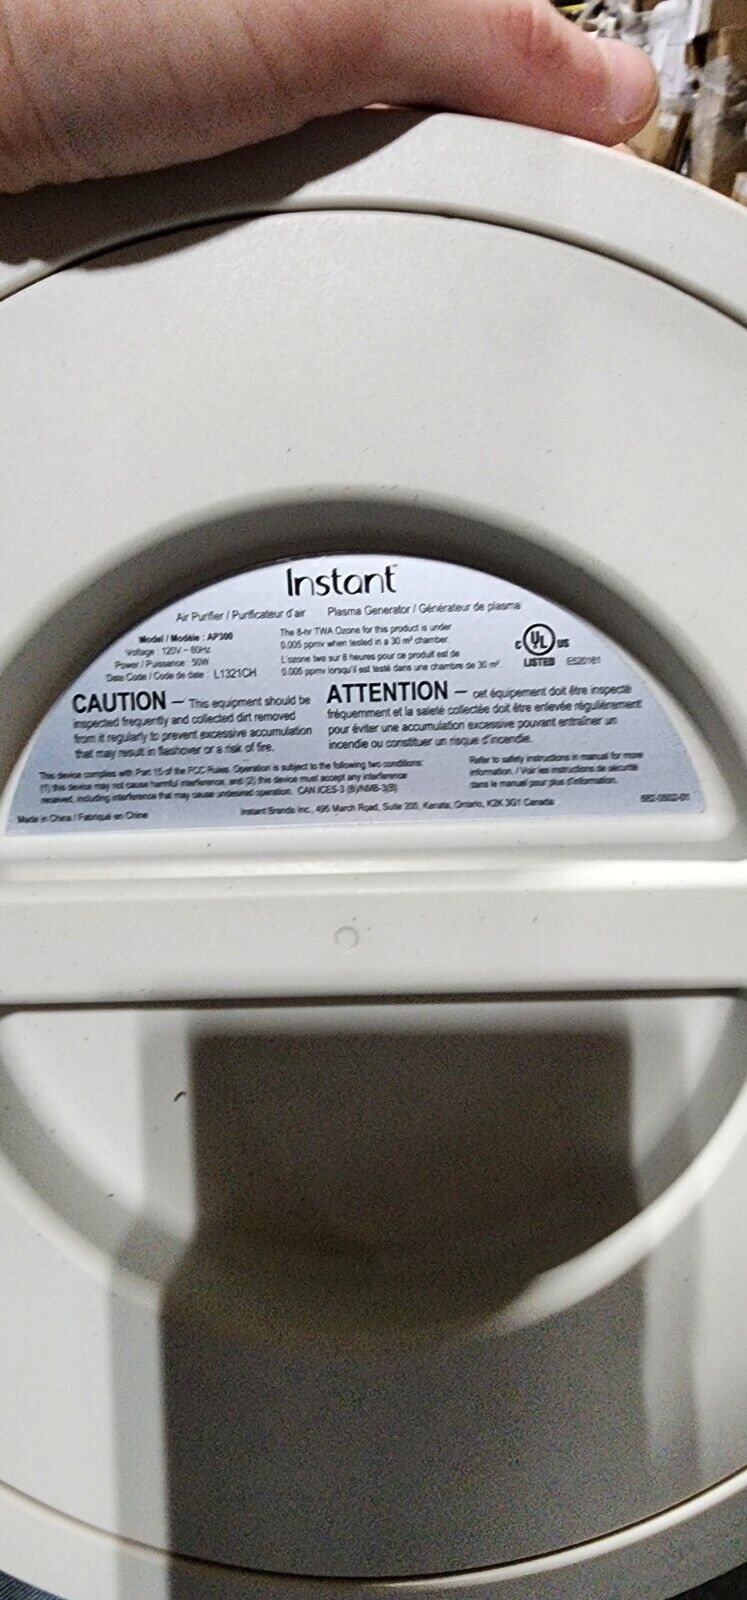 Instant
Air Purifier / Purificateur d'air Plasma Generator / Générateur de plasma
Model / Modèle : AP300
Voltage : 120V ~ 60Hz
Power / Puissance : 50W
Date Code / Code de date : L1321CH
The 8-hr TWA Ozone for this product is under
0.005 ppmv when tested in a 30 m³ chamber.
L'ozone twa sur 8 heures pour ce produit est de
0.005 ppmv lorsqu'il est testé dans une chambre de 30 m³.
C UL US
LISTED E520161
CAUTION — This equipment should be
inspected frequently and collected dirt removed
from it regularly to prevent excessive accumulation
that may result in flashover or a risk of fire.
ATTENTION — cet équipement doit être inspecté
fréquemment et la saleté collectée doit être enlevée régulièrement
pour éviter une accumulation excessive pouvant entraîner un
incendie ou constituer un risque d'incendie.
This device complies with Part 15 of the FCC Rules. Operation is subject to the following two conditions:
(1) this device may not cause harmful interference, and (2) this device must accept any interference
received, including interference that may cause undesired operation. CAN ICES-3 (B)/NMB-3(B)
Refer to safety instructions in manual for more
information. / Voir les instructions de sécurité
dans le manuel pour plus d'information.
Made in China / Fabriqué en Chine
Instant Brands Inc., 495 March Road, Suite 200, Kanata, Ontario, K2K 3G1 Canada